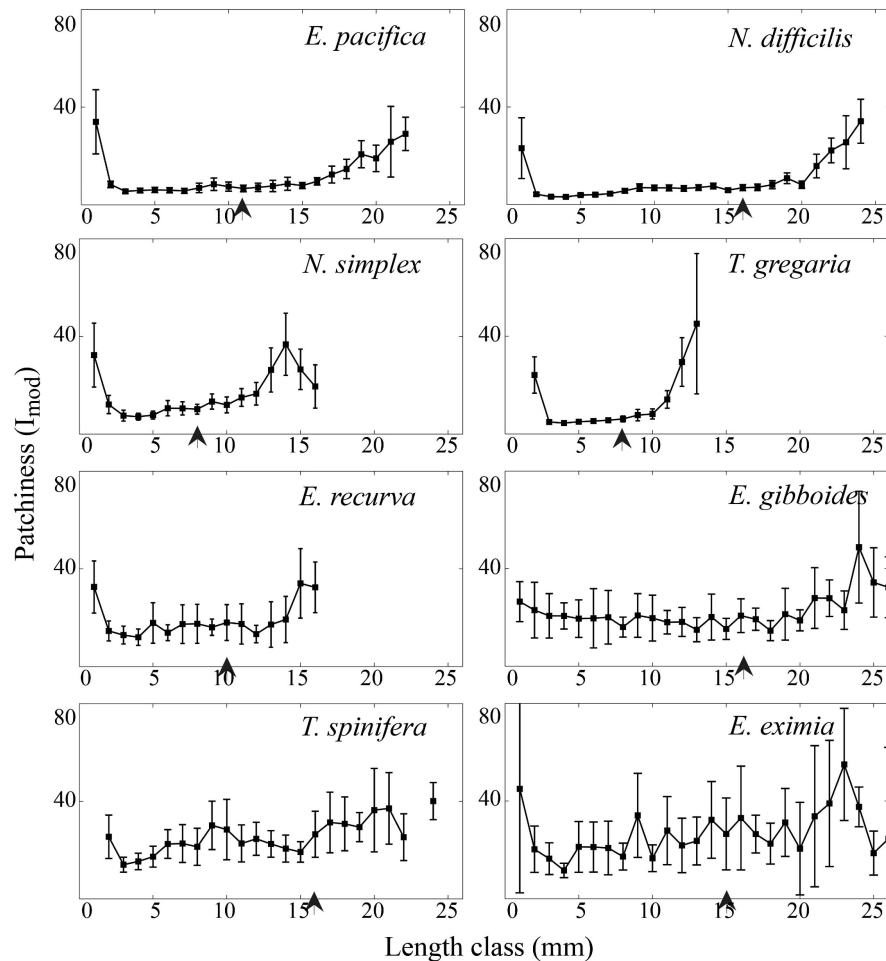 Patchiness (I_mod)
E. pacifica
80
40
0 5 10 15 20 25
N. difficilis
80
40
0 5 10 15 20 25
N. simplex
80
40
0 5 10 15 20 25
T. gregaria
80
40
0 5 10 15 20 25
E. recurva
80
40
0 5 10 15 20 25
E. gibboides
80
40
0 5 10 15 20 25
T. spinifera
80
40
0 5 10 15 20 25
E. eximia
80
40
0 5 10 15 20 25
Length class (mm)